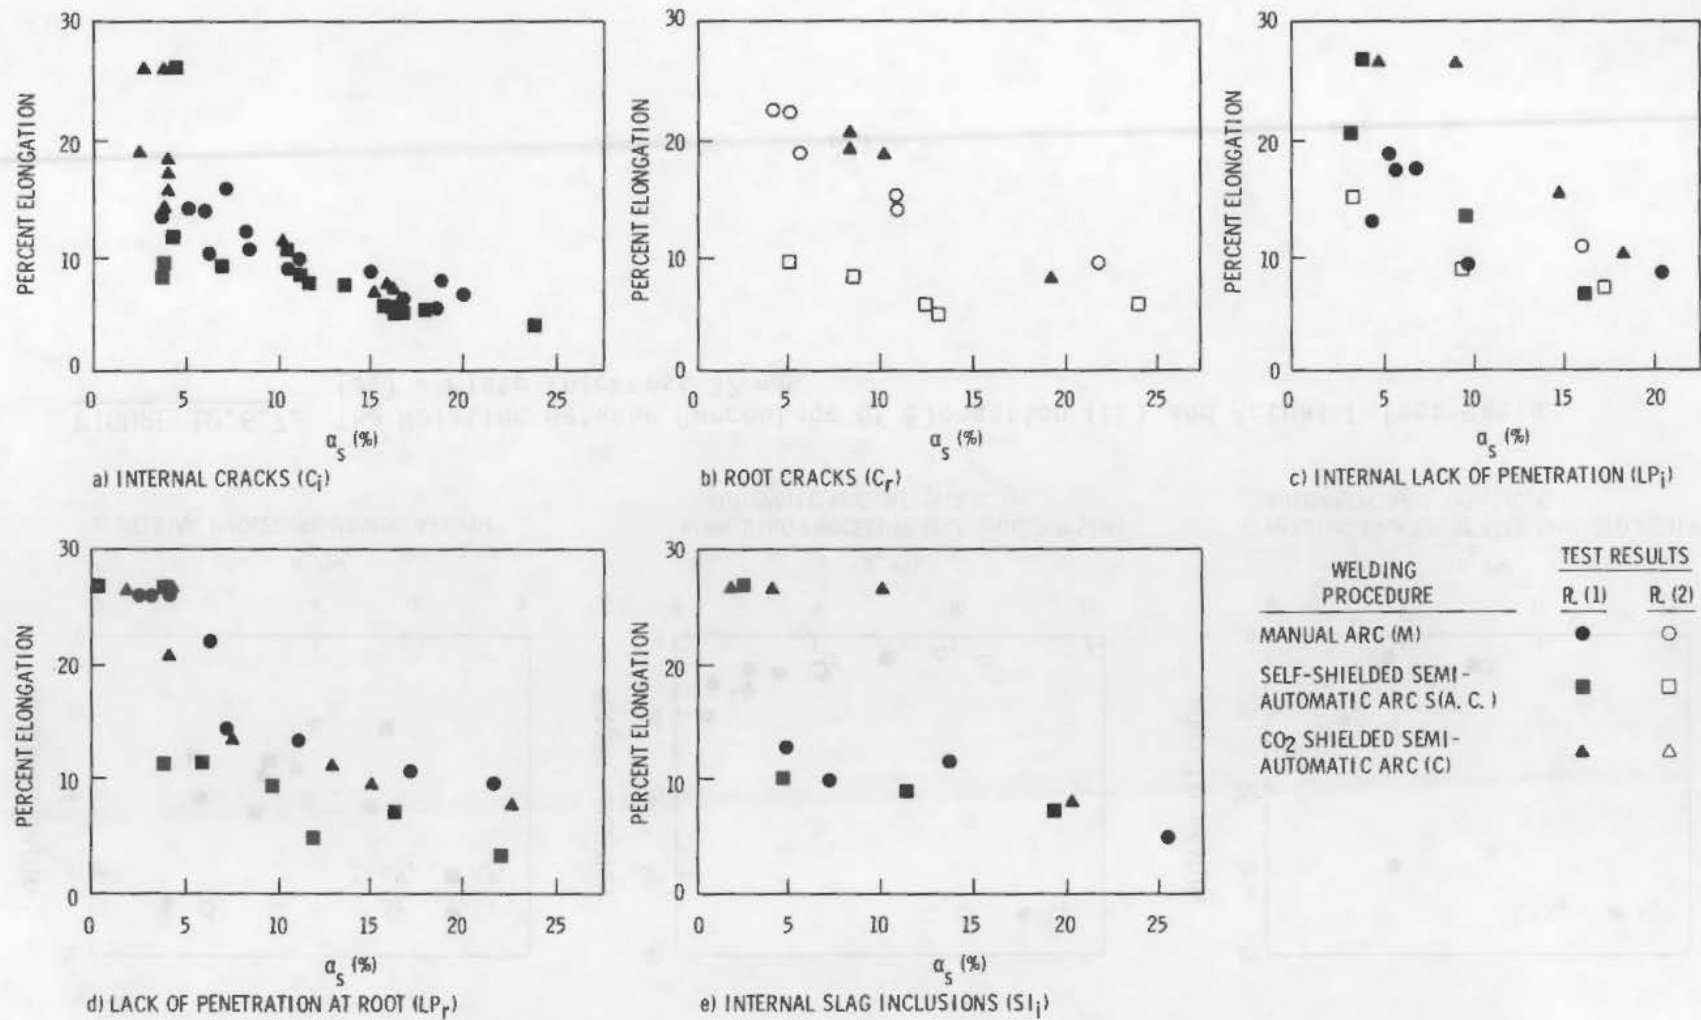 30
20
10
0
PERCENT ELONGATION
0 5 10 15 20 25
αs (%)
a) INTERNAL CRACKS (Ci)
30
20
10
0
PERCENT ELONGATION
0 5 10 15 20 25
αs (%)
b) ROOT CRACKS (Cr)
30
20
10
0
PERCENT ELONGATION
0 5 10 15 20
αs (%)
c) INTERNAL LACK OF PENETRATION (LPi)
30
20
10
0
PERCENT ELONGATION
0 5 10 15 20 25
αs (%)
d) LACK OF PENETRATION AT ROOT (LPr)
30
20
10
0
PERCENT ELONGATION
0 5 10 15 20 25
αs (%)
e) INTERNAL SLAG INCLUSIONS (SIi)
WELDING
PROCEDURE
TEST RESULTS
R. (1) R. (2)
MANUAL ARC (M)
SELF-SHIELDED SEMI-
AUTOMATIC ARC S(A. C. )
CO2 SHIELDED SEMI-
AUTOMATIC ARC (C)